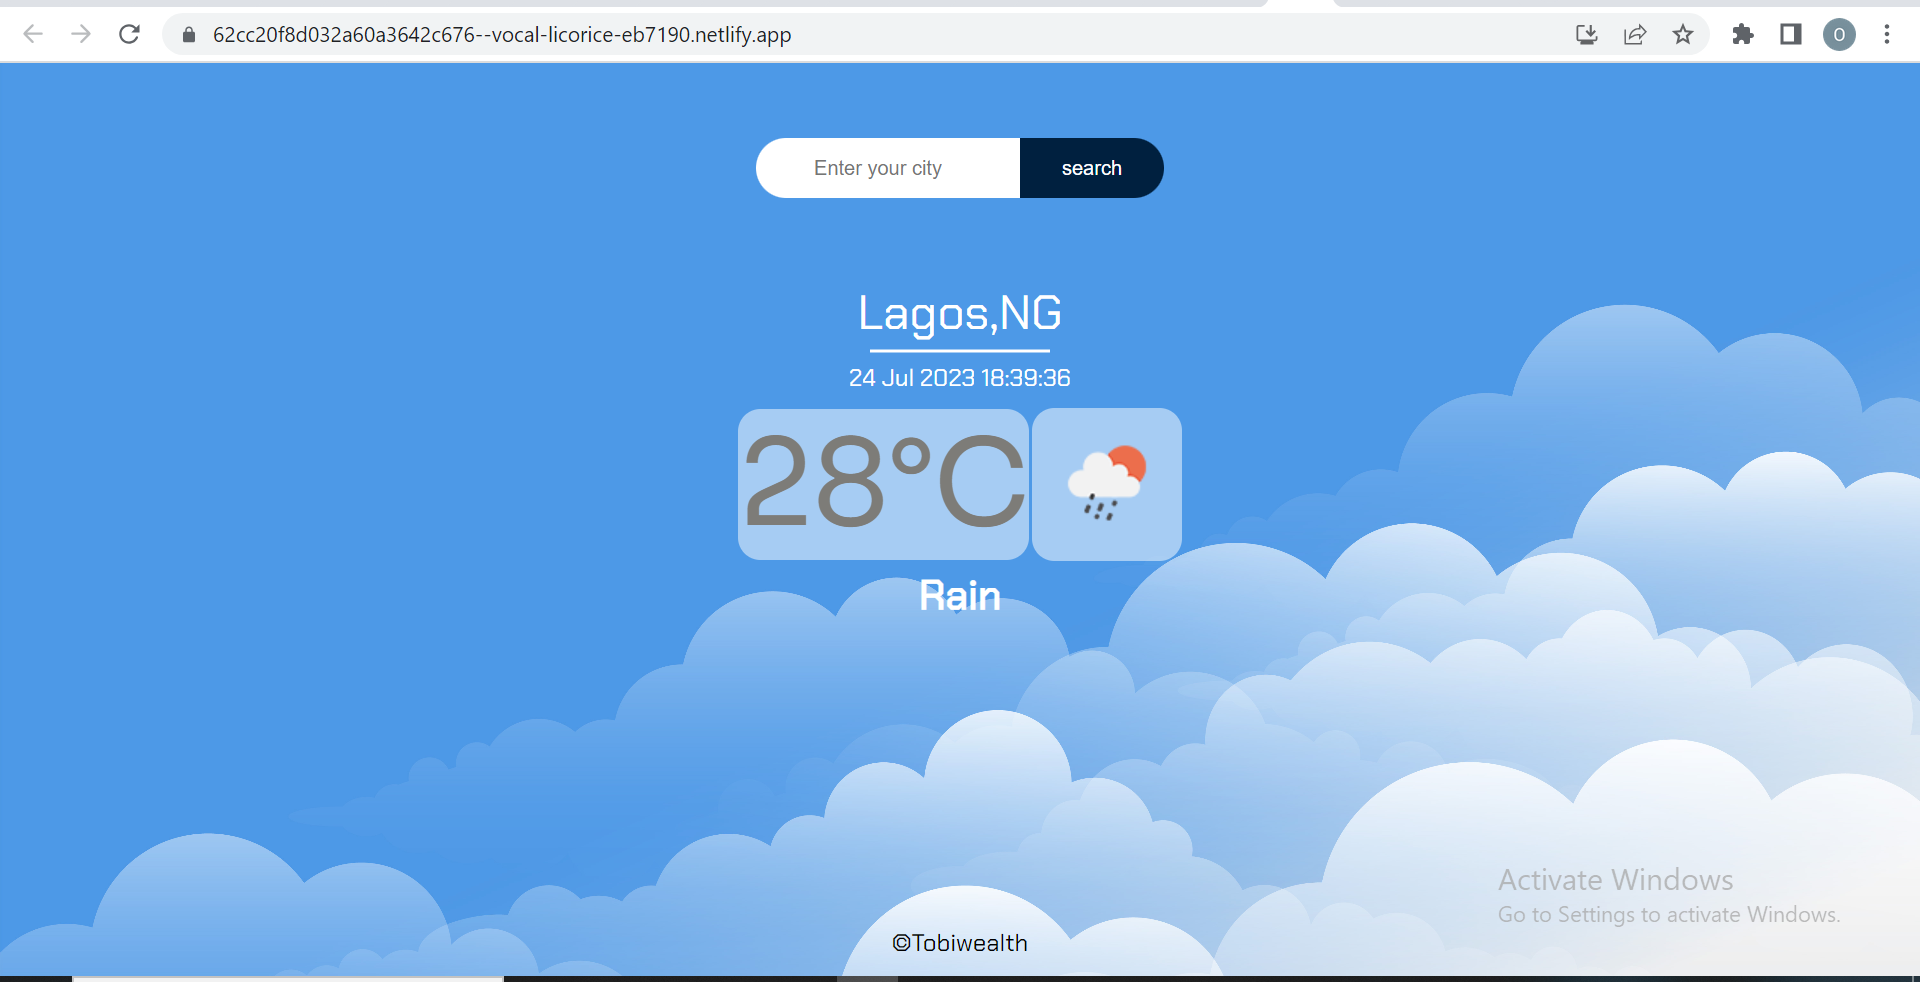 62cc20f8d032a60a3642c676--vocal-licorice-eb7190.netlify.app
O
Enter your city
search
Lagos,NG
24 Jul 2023 18:39:36
28°C
Rain
Activate Windows
Go to Settings to activate Windows.
©Tobiwealth